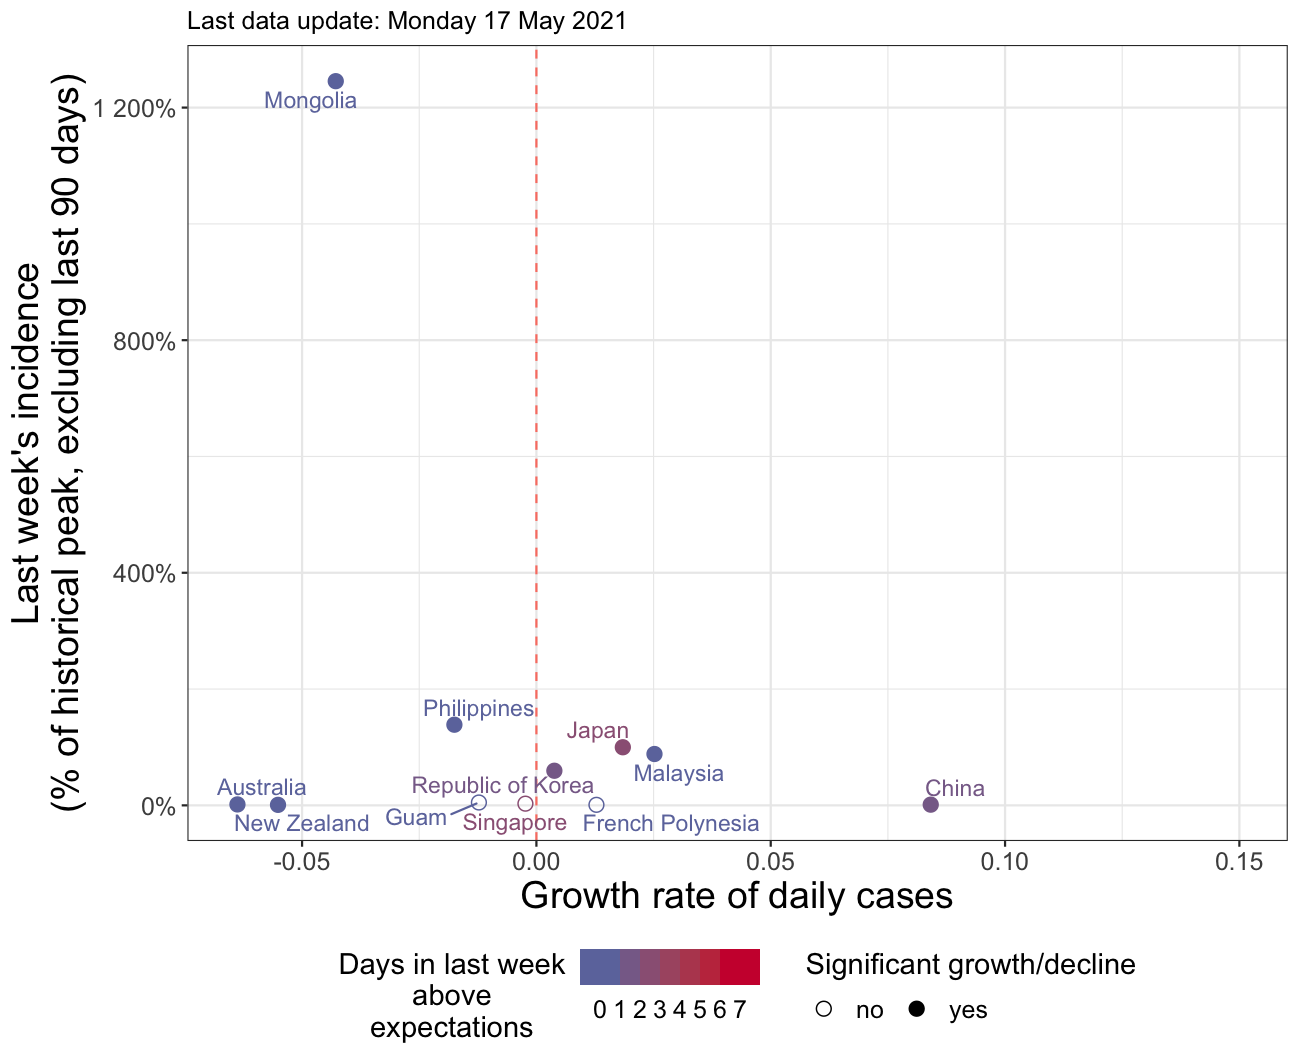 Last data update: Monday 17 May 2021
Last week's incidence
(% of historical peak, excluding last 90 days)
1 200%
800%
400%
0%
Mongolia
Philippines
Japan
Malaysia
Republic of Korea
Australia
China
Guam
Singapore
New Zealand
French Polynesia
-0.05
0.00
0.05
0.10
0.15
Growth rate of daily cases
Days in last week
above
expectations
0 1 2 3 4 5 6 7
Significant growth/decline
no
yes